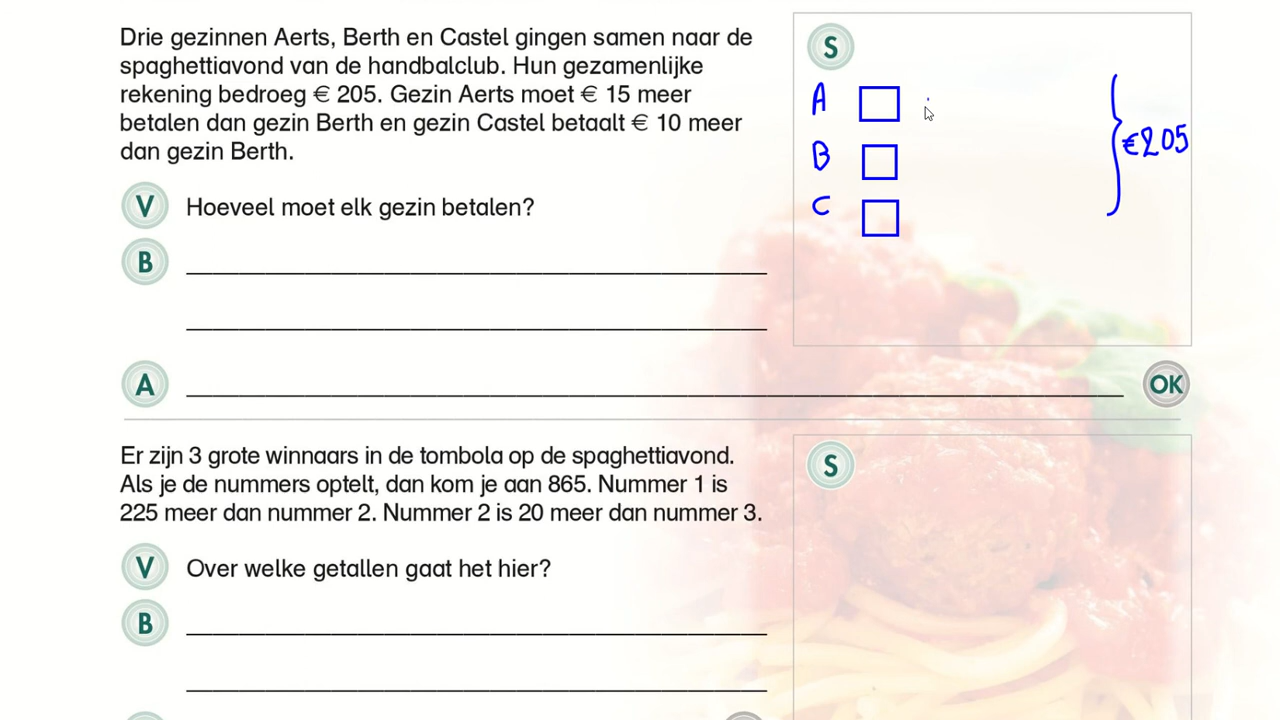 Drie gezinnen Aerts, Berth en Castel gingen samen naar de
spaghettiavond van de handbalclub. Hun gezamenlijke
rekening bedroeg € 205. Gezin Aerts moet € 15 meer
betalen dan gezin Berth en gezin Castel betaalt € 10 meer
dan gezin Berth.
V Hoeveel moet elk gezin betalen?
B
A
S
A
B
C
€205
OK
Er zijn 3 grote winnaars in de tombola op de spaghettiavond.
Als je de nummers optelt, dan kom je aan 865. Nummer 1 is
225 meer dan nummer 2. Nummer 2 is 20 meer dan nummer 3.
V Over welke getallen gaat het hier?
B
S